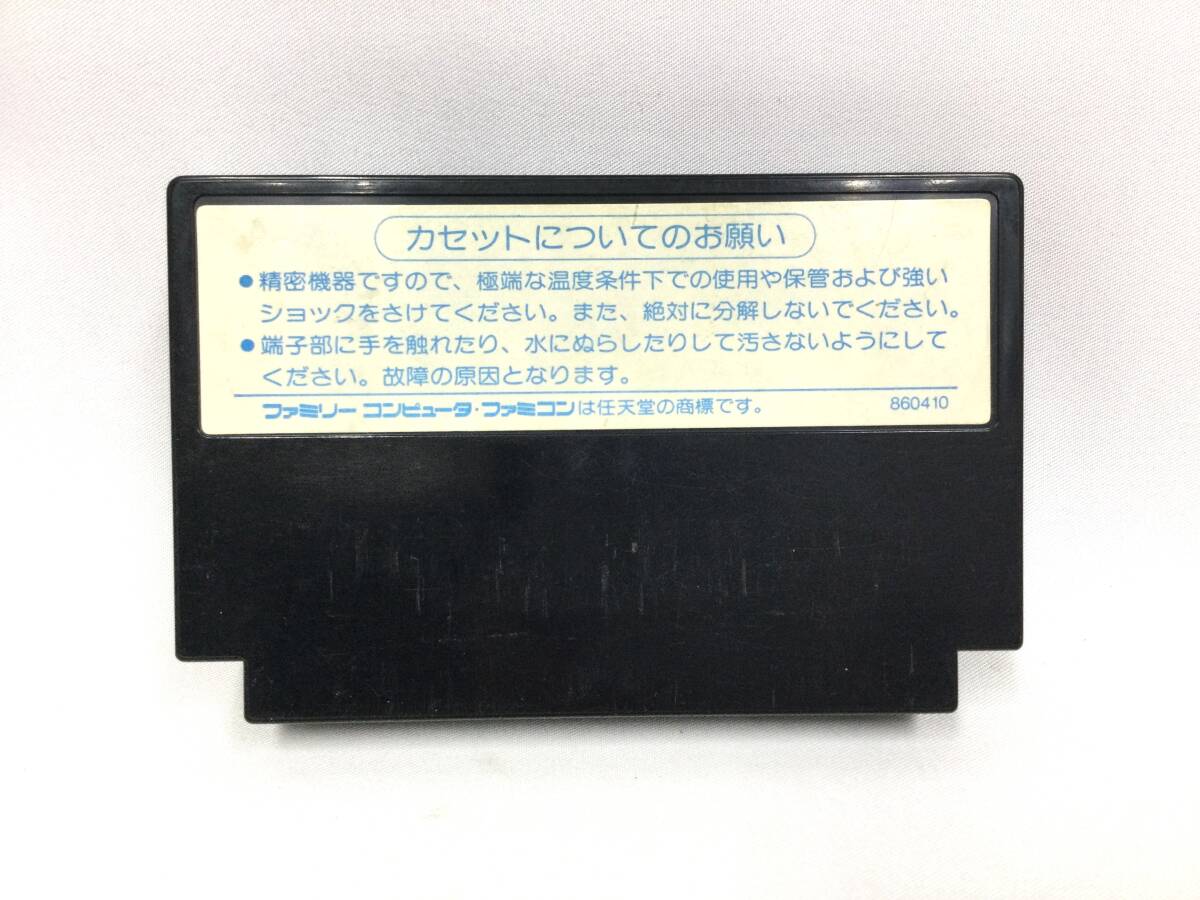 カセットについてのお願い
●精密機器ですので、極端な温度条件下での使用や保管および強い
ショックをさけてください。また、絶対に分解しないでください。
●端子部に手を触れたり、水にぬらしたりして汚さないようにして
ください。故障の原因となります。
ファミリー コンピュータ・ファミコンは任天堂の商標です。 860410